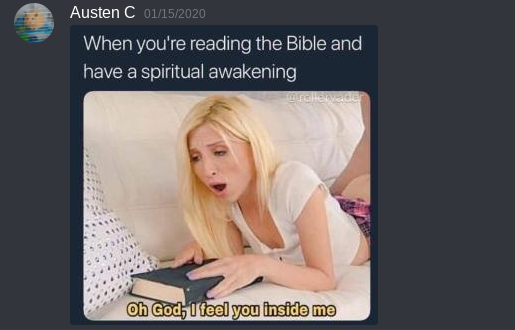 Austen C 01/15/2020
When you're reading the Bible and
have a spiritual awakening
@rollervader
Oh God, I feel you inside me